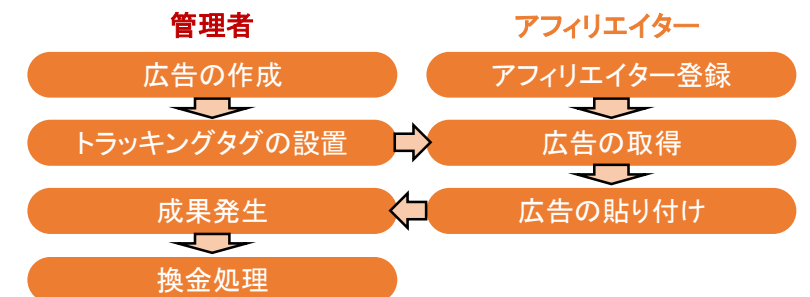 管理者
アフィリエイター
広告の作成
アフィリエイター登録
トラッキングタグの設置
広告の取得
成果発生
広告の貼り付け
換金処理